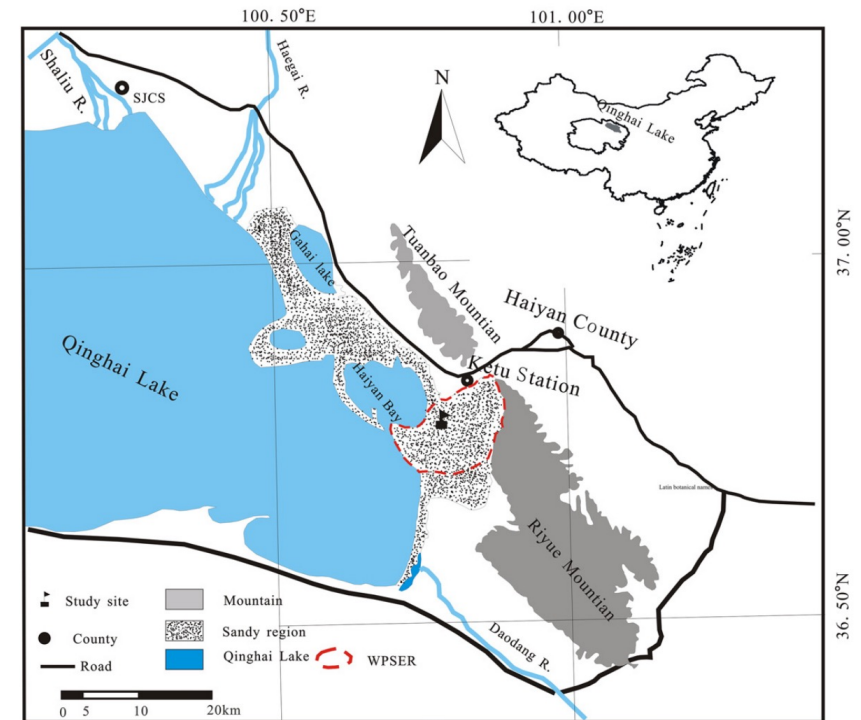 100.50°E
101.00°E
Shaliu R.
SJCS
Haegai R.
N
Qinghai Lake
37.00°N
Gahai lake
Tuanbao Mountian
Haiyan County
Qinghai Lake
Haiyan Bay
Ketu Station
Latin botanical names
Riyue Mountian
36.50°N
Daodang R.
Study site
Mountain
County
Sandy region
Road
Qinghai Lake
WPSER
0 5 10 20km